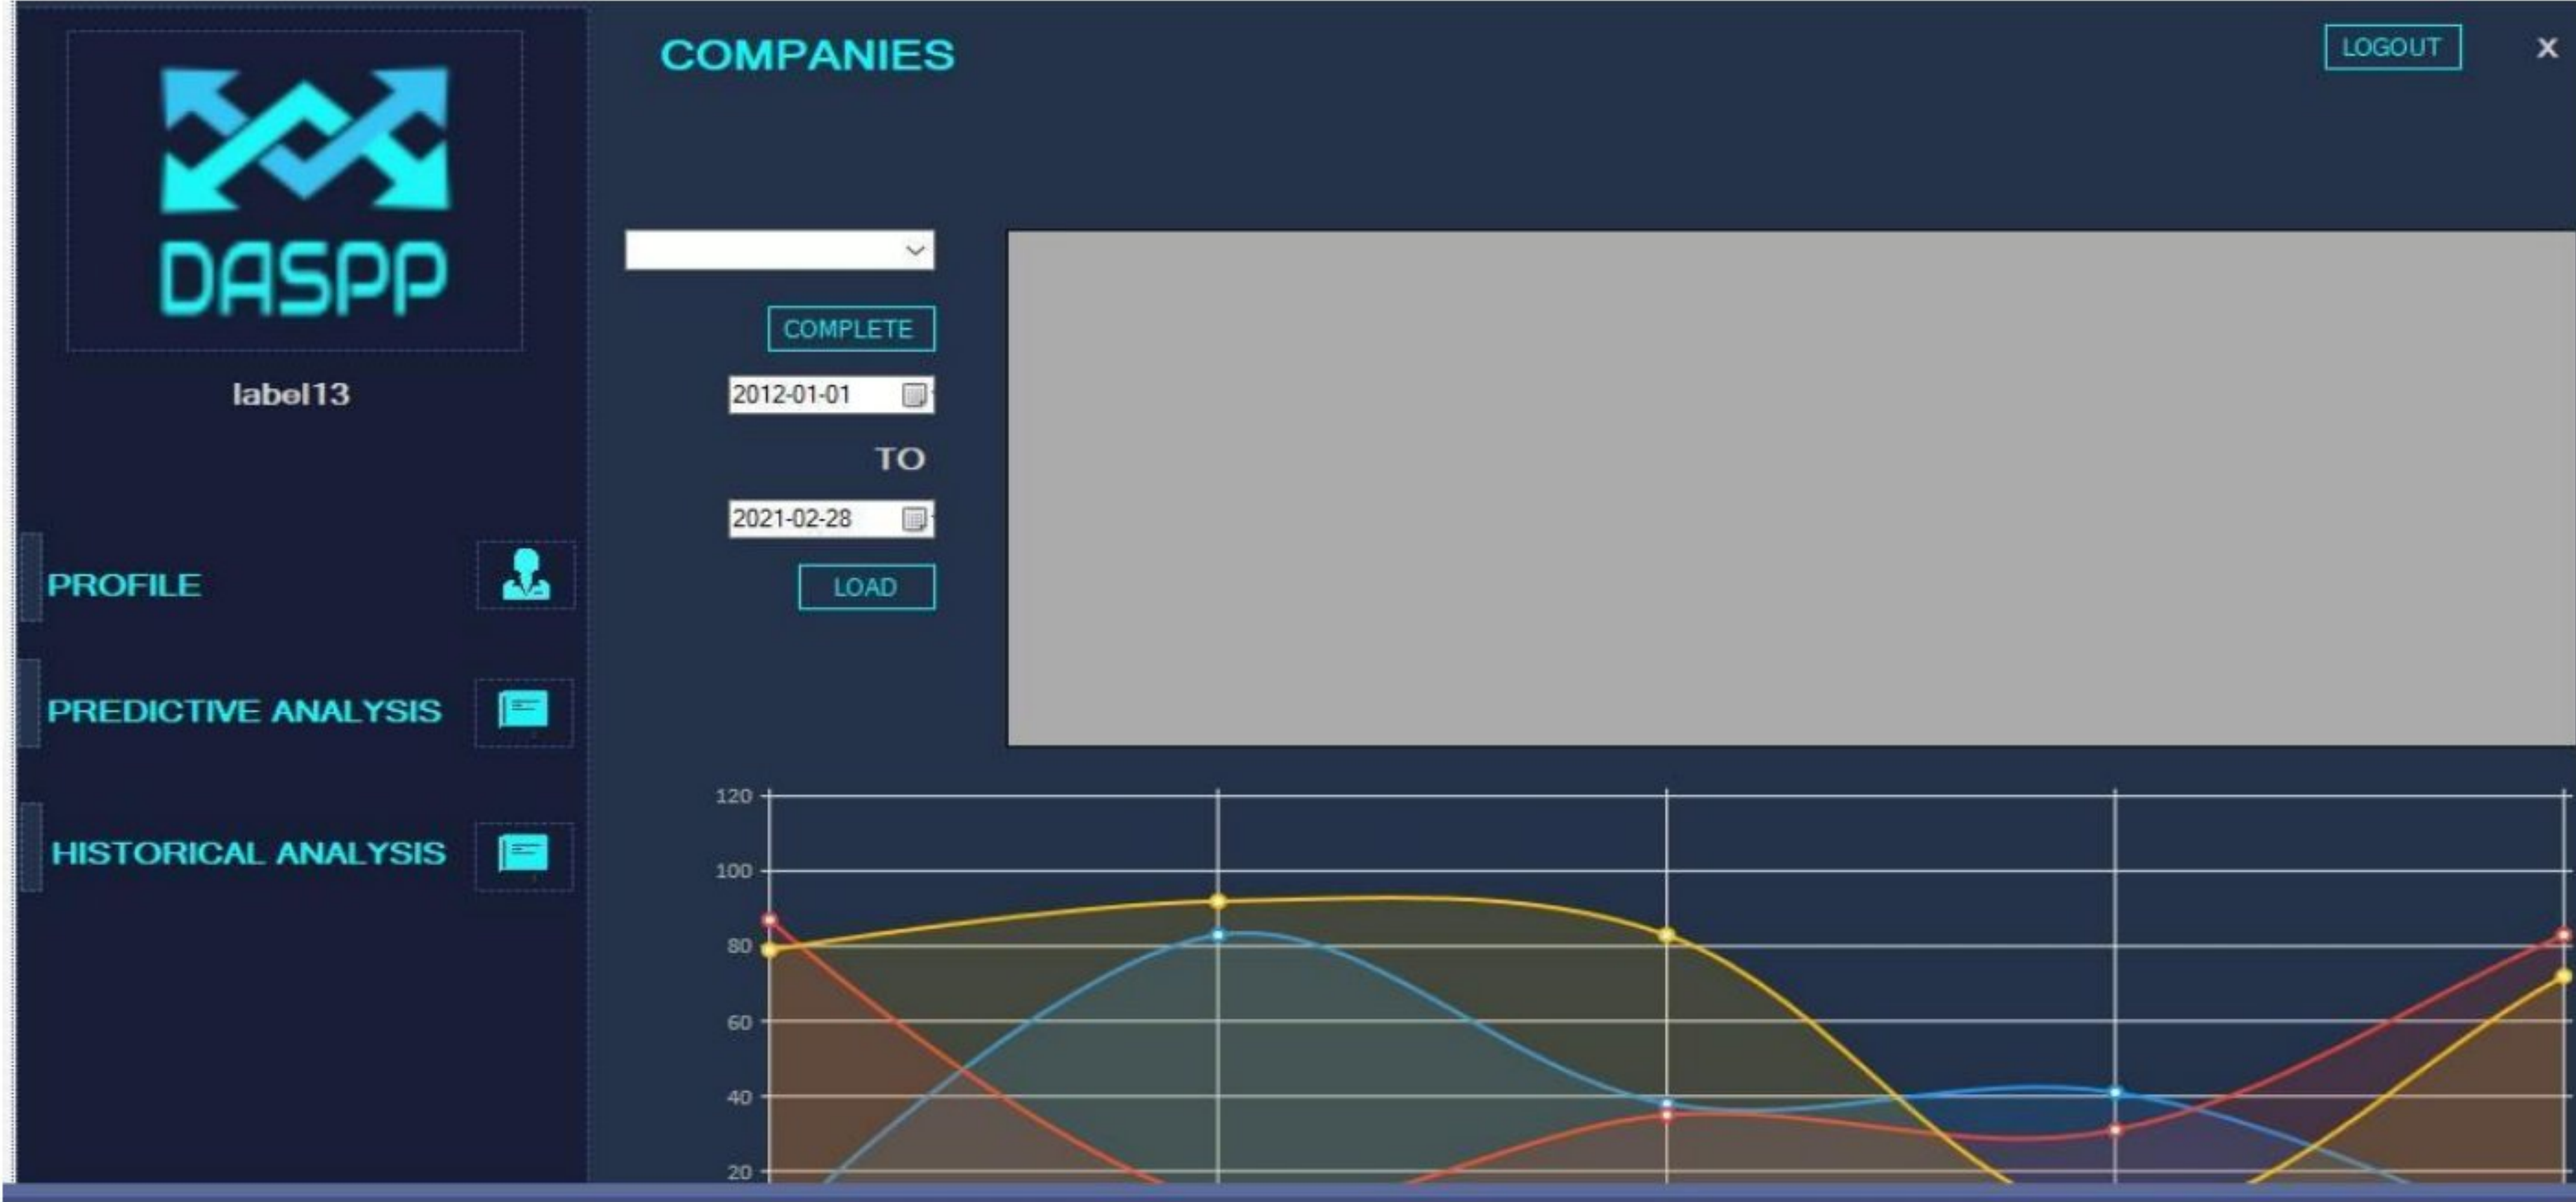 DASPP
label13
PROFILE
PREDICTIVE ANALYSIS
HISTORICAL ANALYSIS
COMPANIES
LOGOUT
X
COMPLETE
2012-01-01
TO
2021-02-28
LOAD
120
100
80
60
40
20